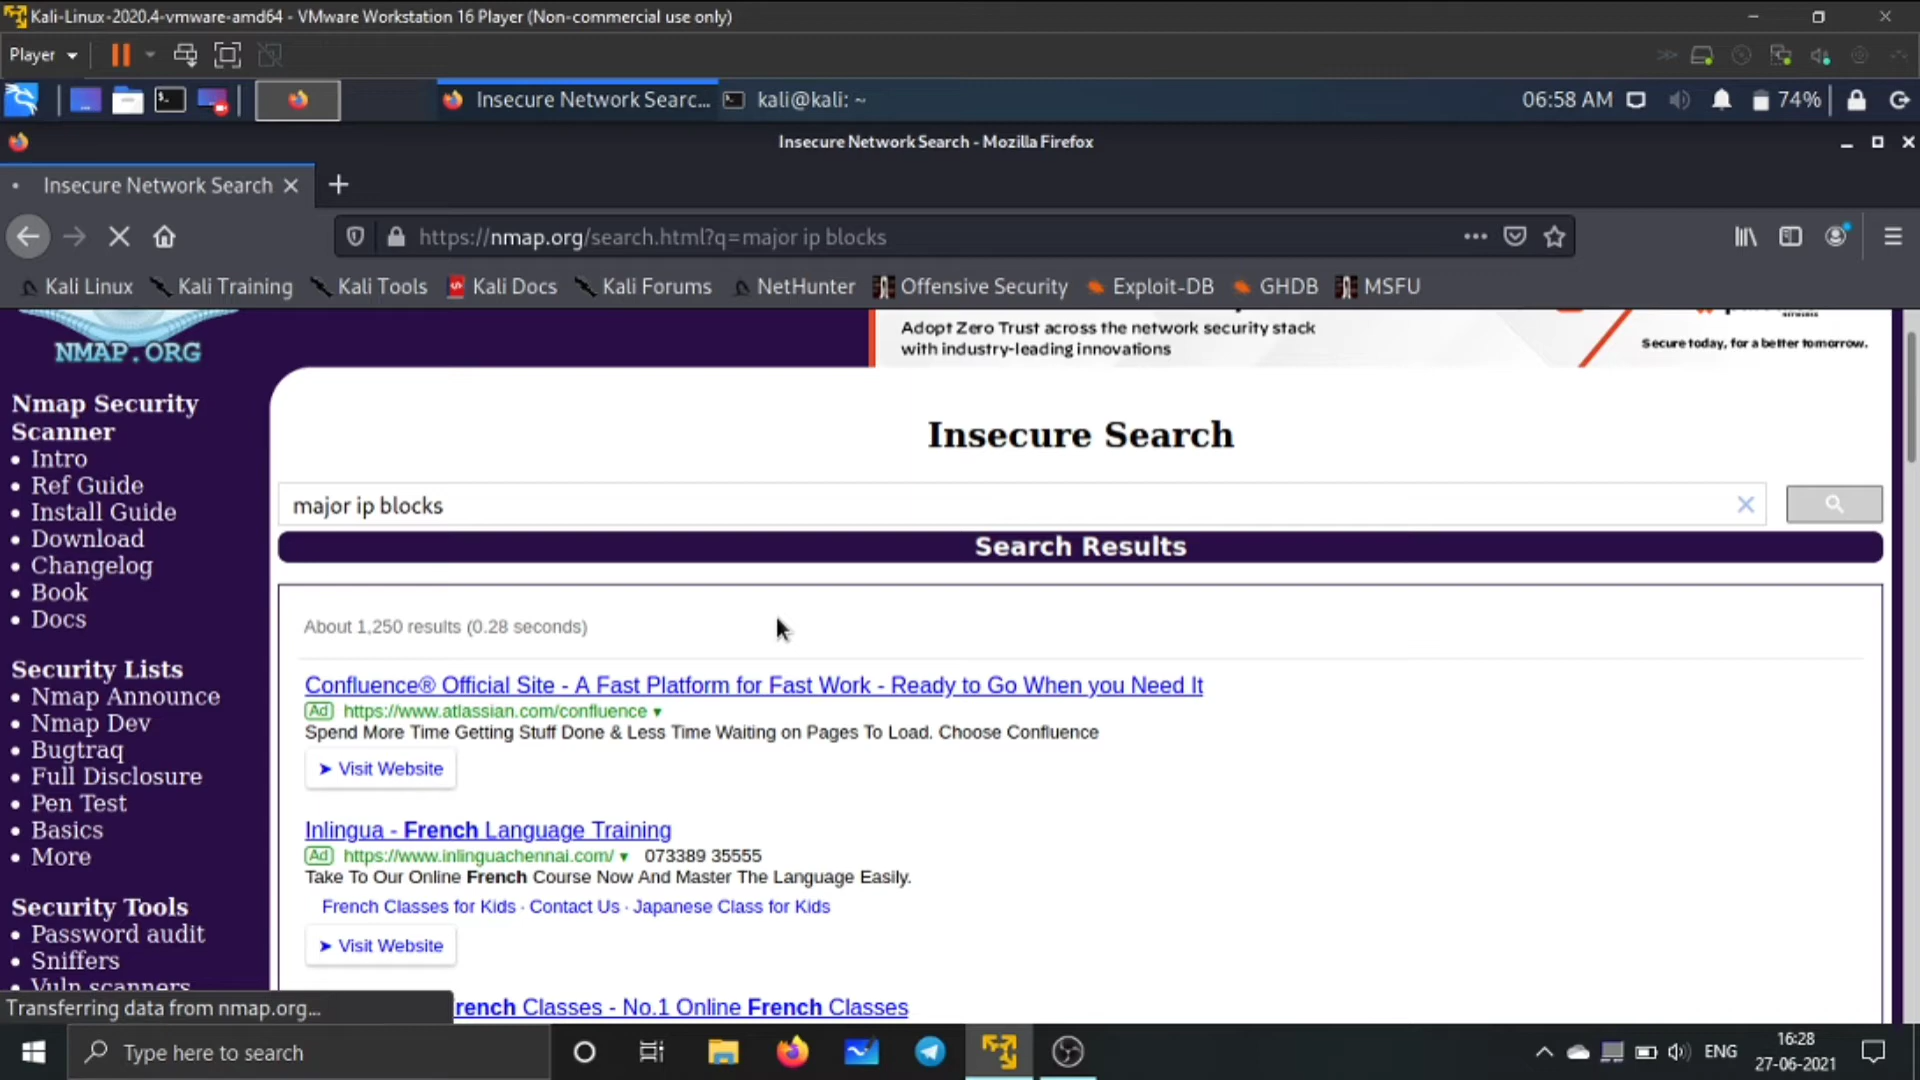 Kali-Linux-2020.4-vmware-amd64 - VMware Workstation 16 Player (Non-commercial use only)
Player
Insecure Network Searc...
kali@kali: ~
06:58 AM
74%
Insecure Network Search - Mozilla Firefox
Insecure Network Search
https://nmap.org/search.html?q=major ip blocks
Kali Linux
Kali Training
Kali Tools
Kali Docs
Kali Forums
NetHunter
Offensive Security
Exploit-DB
GHDB
MSFU
NMAP.ORG
Adopt Zero Trust across the network security stack
with industry-leading innovations
Secure today, for a better tomorrow.
Nmap Security
Scanner
• Intro
• Ref Guide
• Install Guide
• Download
• Changelog
• Book
• Docs
Security Lists
• Nmap Announce
• Nmap Dev
• Bugtraq
• Full Disclosure
• Pen Test
• Basics
• More
Security Tools
• Password audit
• Sniffers
• Vuln scanners
Insecure Search
major ip blocks
Search Results
About 1,250 results (0.28 seconds)
Confluence® Official Site - A Fast Platform for Fast Work - Ready to Go When you Need It
Ad https://www.atlassian.com/confluence
Spend More Time Getting Stuff Done & Less Time Waiting on Pages To Load. Choose Confluence
Visit Website
Inlingua - French Language Training
Ad https://www.inlinguachennai.com/ 073389 35555
Take To Our Online French Course Now And Master The Language Easily.
French Classes for Kids · Contact Us · Japanese Class for Kids
Visit Website
rench Classes - No.1 Online French Classes
Transferring data from nmap.org...
Type here to search
ENG
16:28
27-06-2021